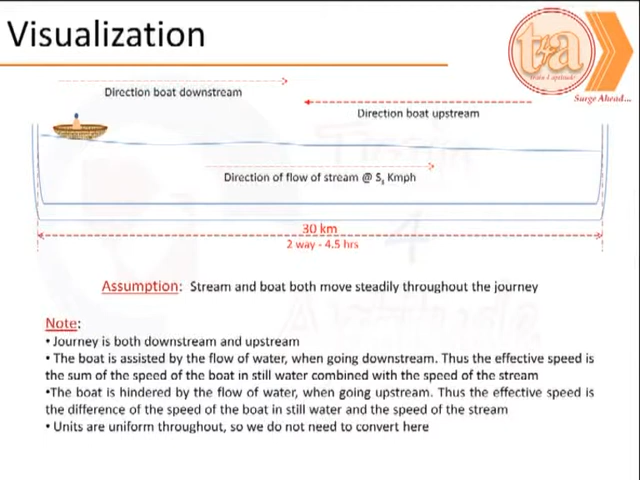 Visualization
t4a
Train 4 aptitude
Surge Ahead...
Direction boat downstream
Direction boat upstream
Direction of flow of stream @ Sₛ Kmph
30 km
2 way - 4.5 hrs
Assumption: Stream and boat both move steadily throughout the journey
Note:
• Journey is both downstream and upstream
• The boat is assisted by the flow of water, when going downstream. Thus the effective speed is
the sum of the speed of the boat in still water combined with the speed of the stream
•The boat is hindered by the flow of water, when going upstream. Thus the effective speed is
the difference of the speed of the boat in still water and the speed of the stream
• Units are uniform throughout, so we do not need to convert here